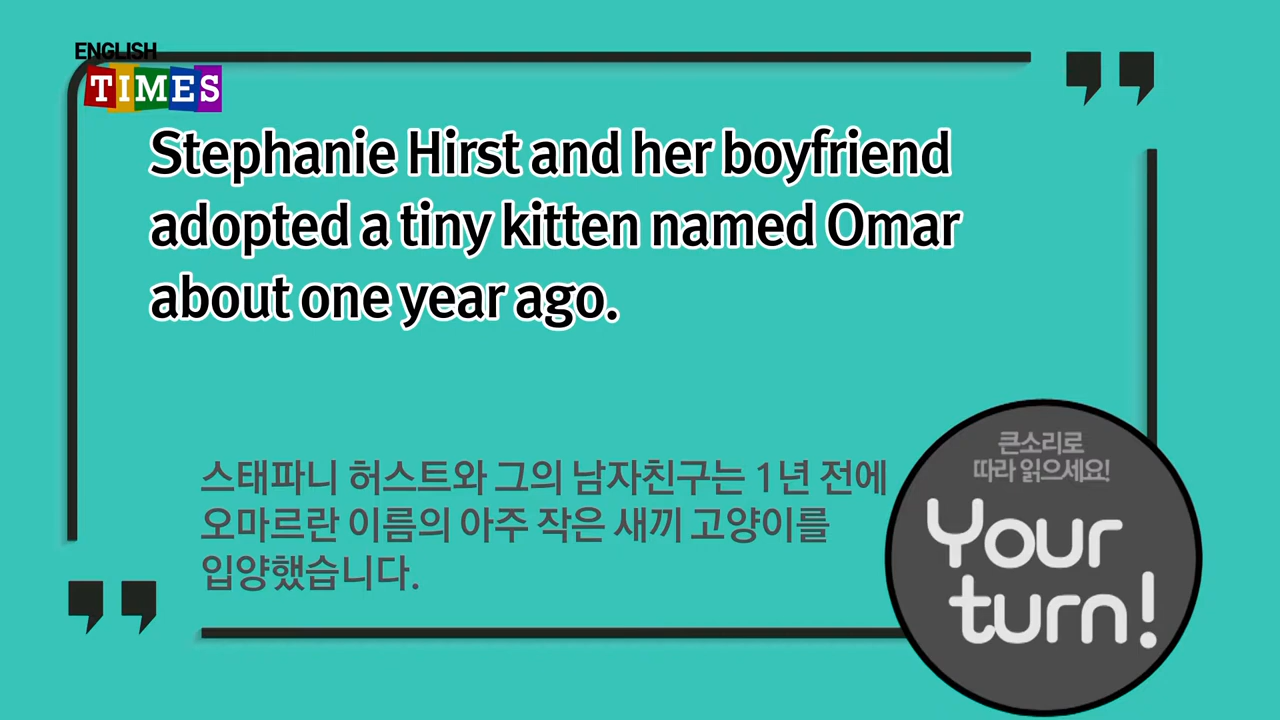 ENGLISH
TIMES
Stephanie Hirst and her boyfriend
adopted a tiny kitten named Omar
about one year ago.
스태파니 허스트와 그의 남자친구는 1년 전에
오마르란 이름의 아주 작은 새끼 고양이를
입양했습니다.
큰소리로
따라 읽으세요!
Your
turn!